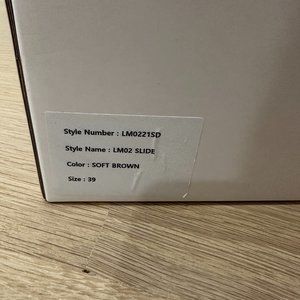 Style Number : LM0221SD
Style Name : LM02 SLIDE
Color : SOFT BROWN
Size : 39